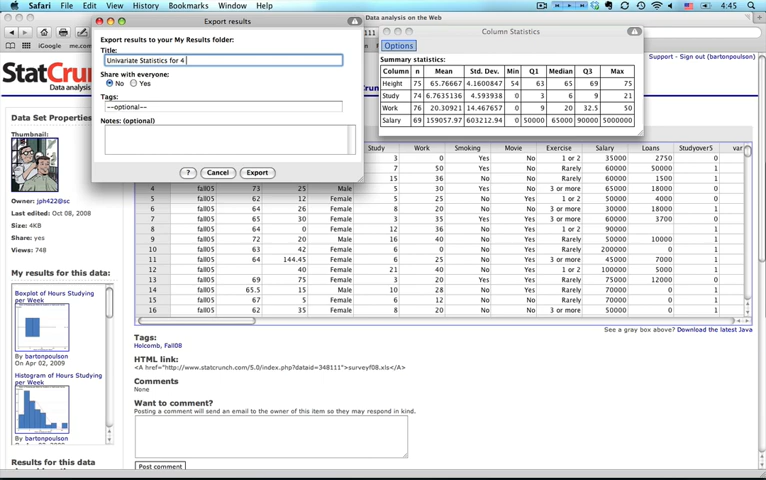 Safari File Edit View History Bookmarks Window Help 4:45
Data analysis on the Web
iGoogle
Support - Sign out (bartonpoulson)
StatCrunch
Export results
Export results to your My Results folder:
Title:
Univariate Statistics for 4
Share with everyone:
No Yes
Tags:
--optional--
Notes: (optional)
? Cancel Export
Column Statistics
Options
Summary statistics:
Column n Mean Std. Dev. Min Q1 Median Q3 Max
Height 75 65.76667 4.1600847 54 63 65 69 75
Study 74 6.7635136 4.593938 0 3 6 9 21
Work 76 20.30921 14.467657 0 9 20 32.5 50
Salary 69 159057.97 603212.94 0 50000 65000 90000 5000000
Data Set Properties
Thumbnail:
Owner: jph422@sc
Last edited: Oct 08, 2008
Size: 4KB
Share: yes
Views: 748
My results for this data:
Boxplot of Hours Studying
per Week
By bartonpoulson
On Apr 02, 2009
Histogram of Hours Studying
per Week
By bartonpoulson
On Apr 02, 2009
Results for this data:
Study Work Smoking Movie Exercise Salary Loans Studyover5 var
3 0 Yes No 1 or 2 35000 2750 0
7 50 Yes Yes Rarely 60000 50000 1
15 36 No No Rarely 60000 1500 1
4 fall05 73 25 Male 5 30 Yes No 3 or more 65000 18000 0
5 fall05 62 12 Female 5 25 No Yes 1 or 2 50000 4000 0
6 fall05 66 26 Female 8 20 No No 3 or more 30000 18000 1
7 fall05 65 30 Female 3 35 Yes Yes 3 or more 60000 3700 0
8 fall05 64 0 Female 12 36 No No Rarely 90000 1
9 fall05 72 20 Male 16 40 No Yes Rarely 50000 10000 1
10 fall05 63 42 Female 6 0 No No Rarely 200000 0 1
11 fall05 64 144.45 Female 6 25 No Yes 3 or more 45000 7000 1
12 fall05 40 Female 21 40 No Yes 1 or 2 100000 5000 1
13 fall05 69 75 Female 3 20 Yes Yes Rarely 75000 12000 0
14 fall05 65.5 15 Male 10 28 No No Rarely 70000 0 1
15 fall05 67 5 Female 6 12 No No Rarely 70000 0 1
16 fall05 62 35 Female 8 20 No No 3 or more 50000 0 1
See a gray box above? Download the latest Java
Tags:
Holcomb, Fall08
HTML link:
<A href="http://www.statcrunch.com/5.0/index.php?dataid=348111">surveyf08.xls</A>
Comments
None
Want to comment?
Posting a comment will send an email to the owner of this item so they may respond in kind.
Post comment